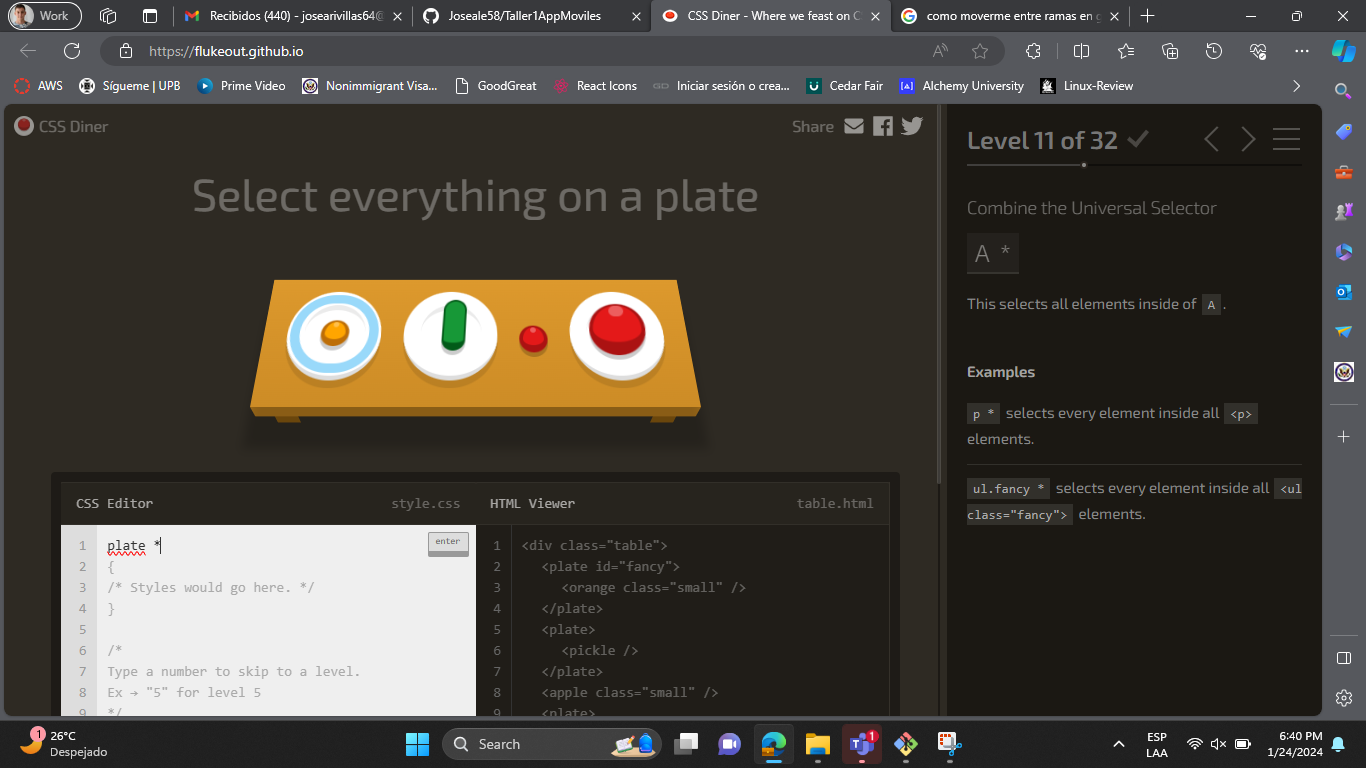 Work
Recibidos (440) - josearivillas64@
Joseale58/Taller1AppMoviles
CSS Diner - Where we feast on C
como moverme entre ramas en g
https://flukeout.github.io
AWS
Sígueme | UPB
Prime Video
Nonimmigrant Visa...
GoodGreat
React Icons
Iniciar sesión o crea...
Cedar Fair
Alchemy University
Linux-Review
CSS Diner
Share
Select everything on a plate
CSS Editor
style.css
HTML Viewer
table.html
enter
1 plate *
2 {
3 /* Styles would go here. */
4 }
5
6 /*
7 Type a number to skip to a level.
8 Ex → "5" for level 5
9 */
1 <div class="table">
2 <plate id="fancy">
3 <orange class="small" />
4 </plate>
5 <plate>
6 <pickle />
7 </plate>
8 <apple class="small" />
9 <plate>
Level 11 of 32
Combine the Universal Selector
A *
This selects all elements inside of A .
Examples
p * selects every element inside all <p>
elements.
ul.fancy * selects every element inside all <ul
class="fancy"> elements.
1
26°C
Despejado
Search
1
ESP
LAA
6:40 PM
1/24/2024